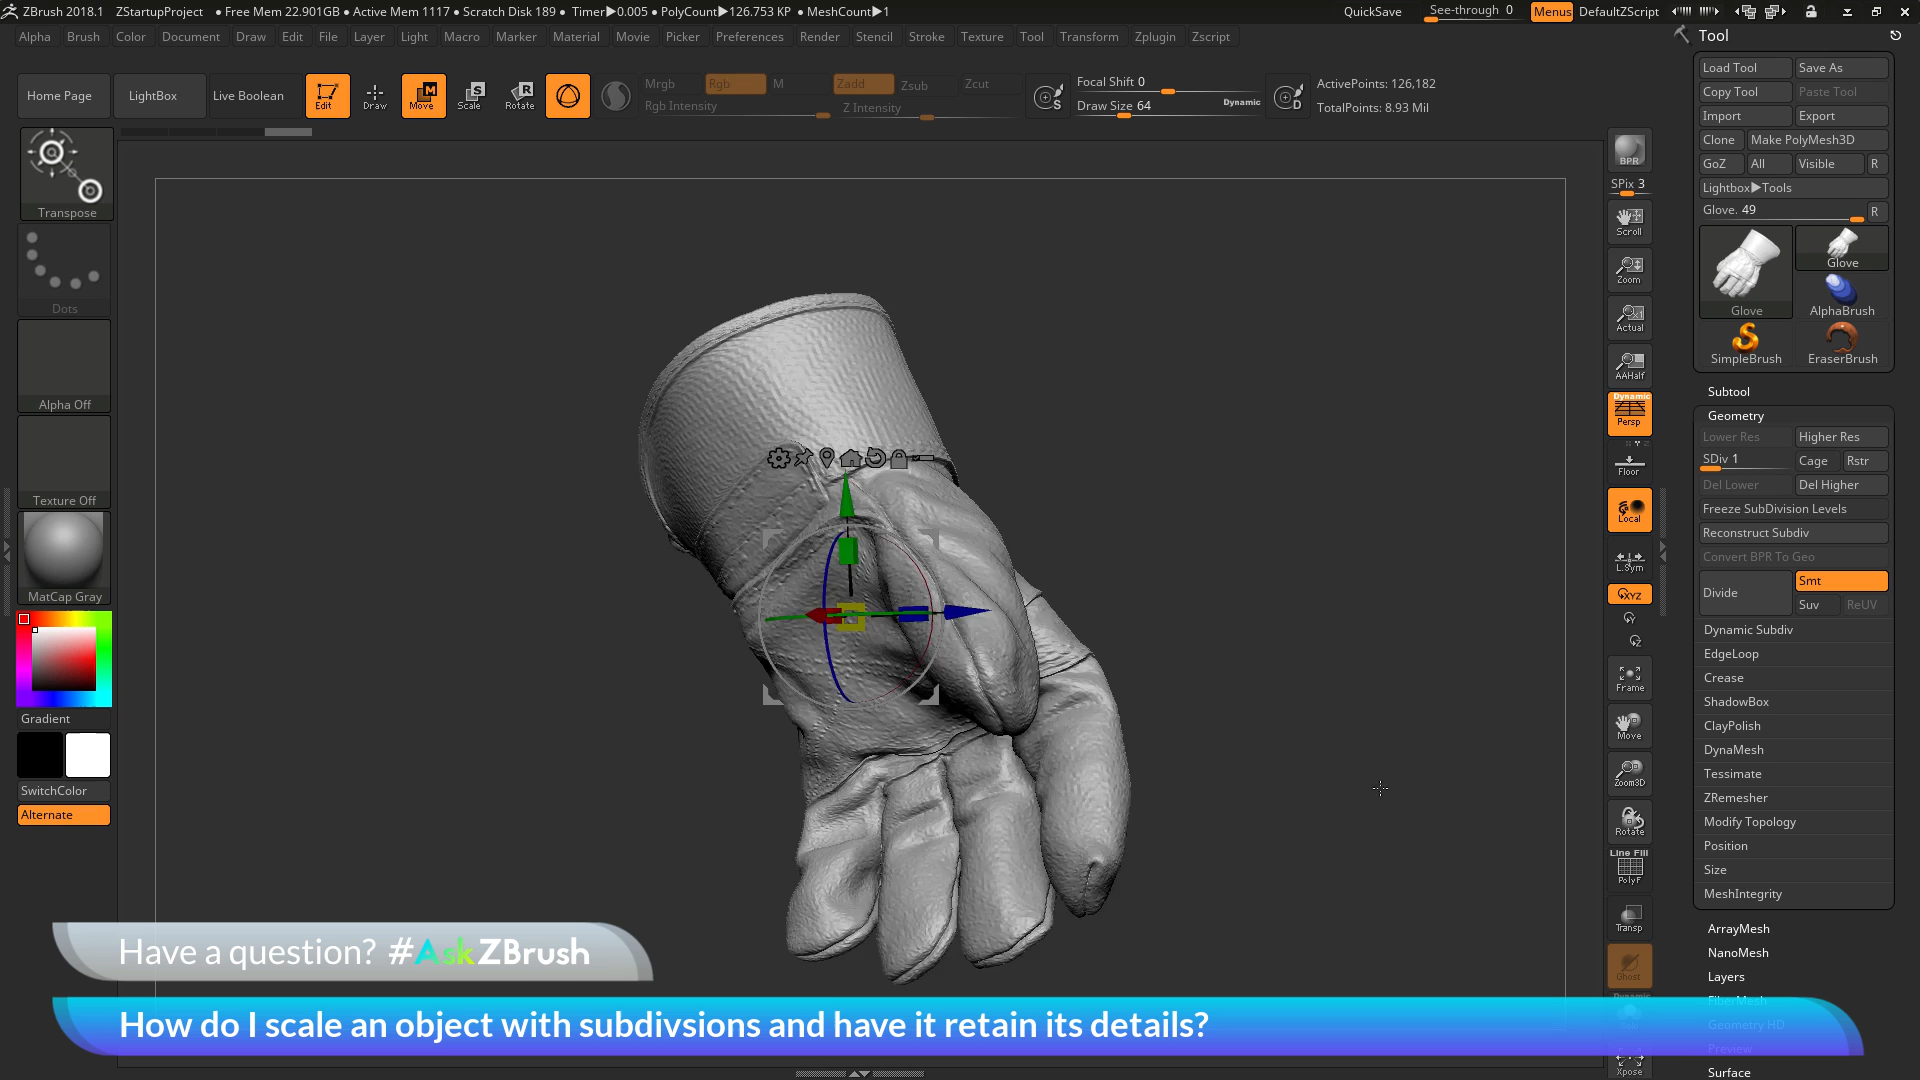 ZBrush 2018.1 ZStartupProject • Free Mem 22.901GB • Active Mem 1117 • Scratch Disk 189 • Timer▶0.005 • PolyCount▶126.753 KP • MeshCount▶1 QuickSave See-through 0 Menus DefaultZScript
Alpha Brush Color Document Draw Edit File Layer Light Macro Marker Material Movie Picker Preferences Render Stencil Stroke Texture Tool Transform Zplugin Zscript
Home Page LightBox Live Boolean Edit Draw Move Scale Rotate
Mrgb Rgb M Zadd Zsub Zcut
Rgb Intensity Z Intensity
Focal Shift 0
Draw Size 64 Dynamic
ActivePoints: 126,182
TotalPoints: 8.93 Mil
Transpose
Dots
Alpha Off
Texture Off
MatCap Gray
Gradient
SwitchColor
Alternate
BPR
SPix 3
Scroll
Zoom
Actual
AAHalf
Dynamic
Persp
Floor
Local
L.Sym
XYZ
Y
Z
Frame
Move
Zoom3D
Rotate
Line Fill
PolyF
Transp
Ghost
Xpose
Tool
Load Tool Save As
Copy Tool Paste Tool
Import Export
Clone Make PolyMesh3D
GoZ All Visible R
Lightbox▶Tools
Glove. 49 R
Glove
Glove
AlphaBrush
SimpleBrush EraserBrush
Subtool
Geometry
Lower Res Higher Res
SDiv 1 Cage Rstr
Del Lower Del Higher
Freeze SubDivision Levels
Reconstruct Subdiv
Convert BPR To Geo
Divide Smt
Suv ReUV
Dynamic Subdiv
EdgeLoop
Crease
ShadowBox
ClayPolish
DynaMesh
Tessimate
ZRemesher
Modify Topology
Position
Size
MeshIntegrity
ArrayMesh
NanoMesh
Layers
FiberMesh
Geometry HD
Preview
Surface
Have a question? #AskZBrush
How do I scale an object with subdivsions and have it retain its details?